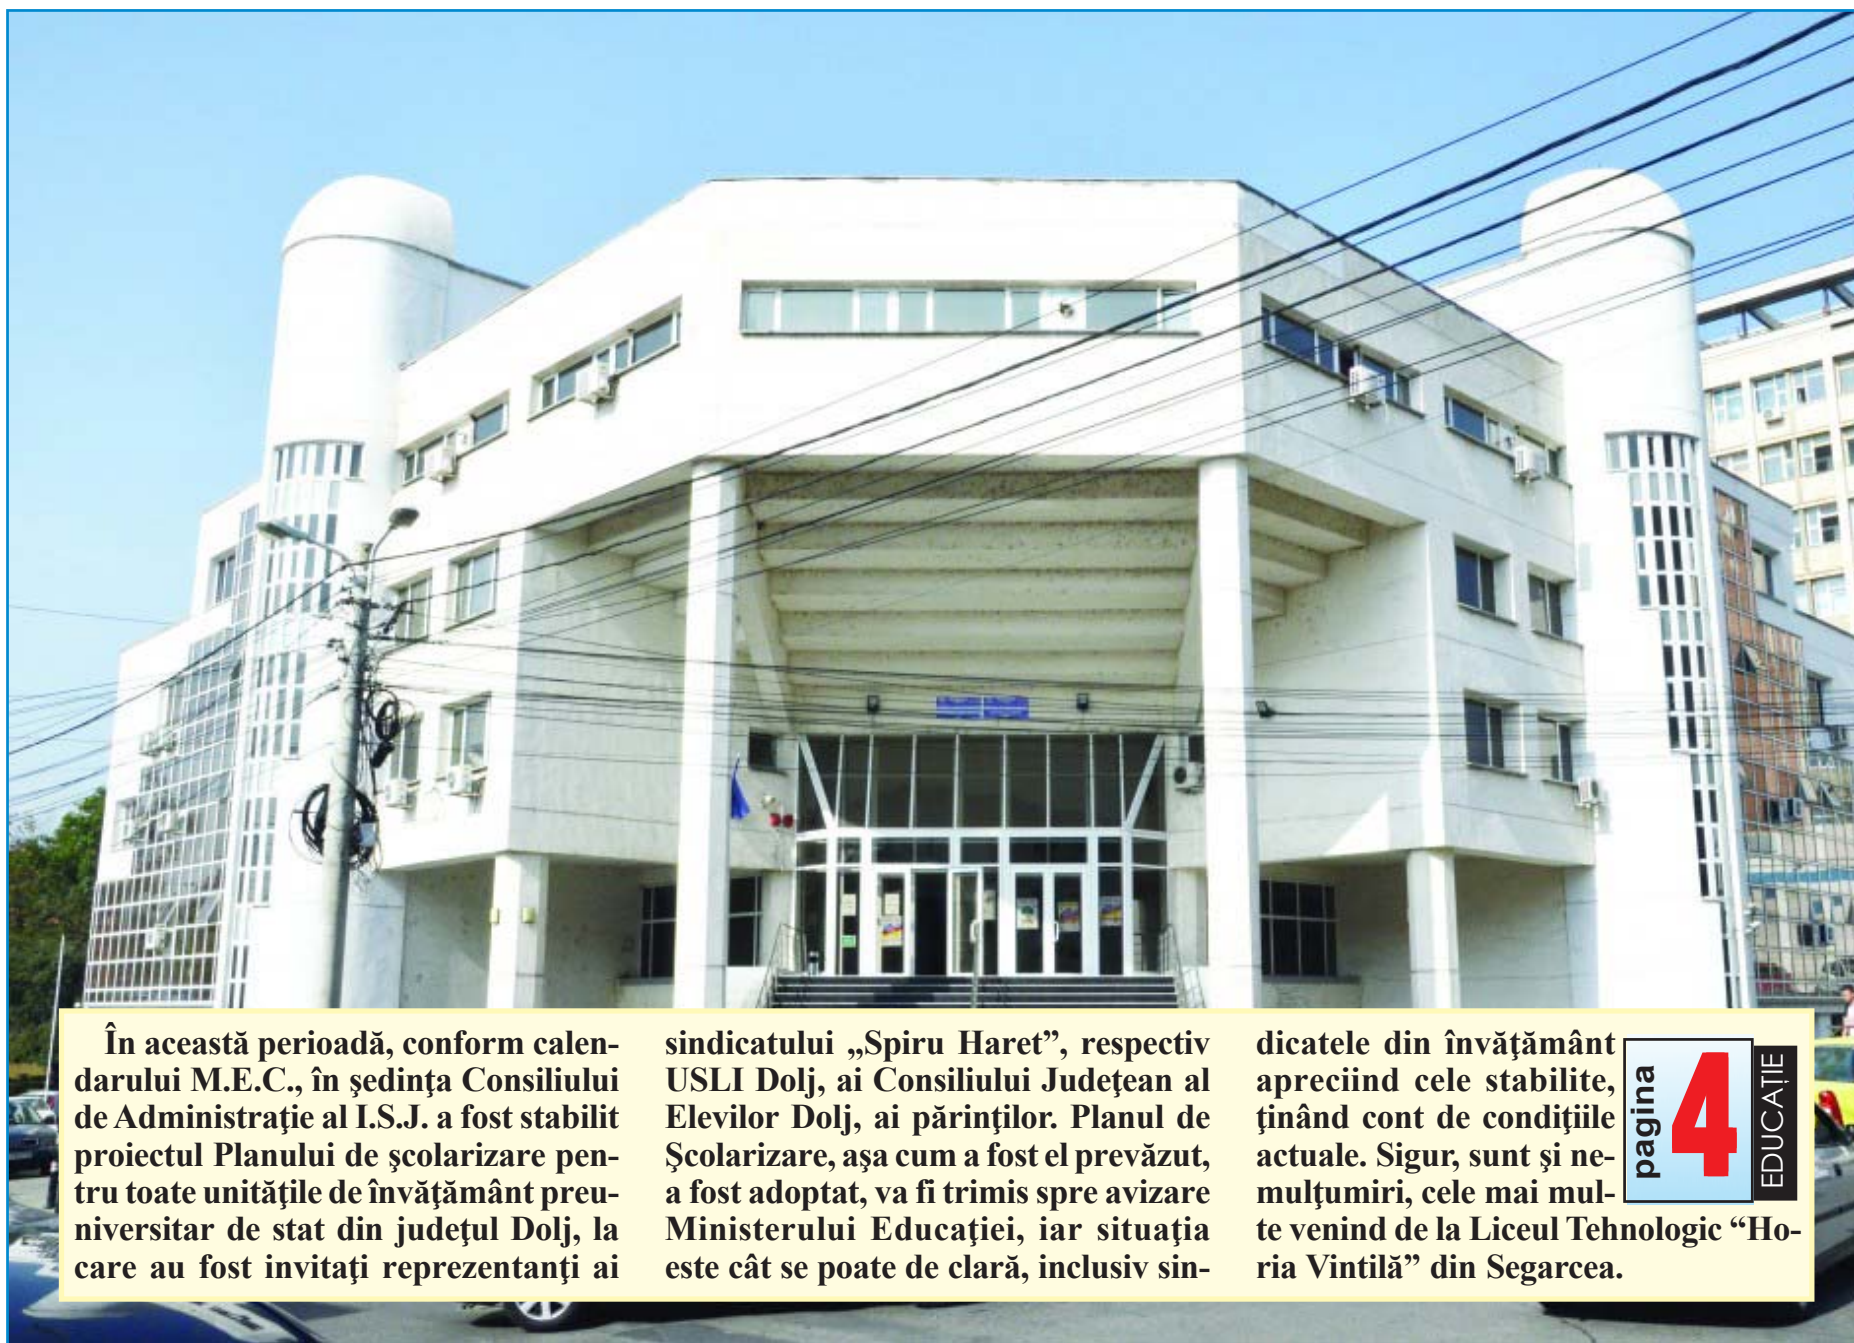 În această perioadă, conform calen-
darului M.E.C., în şedinţa Consiliului
de Administraţie al I.S.J. a fost stabilit
proiectul Planului de şcolarizare pen-
tru toate unităţile de învăţământ preu-
niversitar de stat din judeţul Dolj, la
care au fost invitaţi reprezentanţi ai
sindicatului „Spiru Haret”, respectiv
USLI Dolj, ai Consiliului Judeţean al
Elevilor Dolj, ai părinţilor. Planul de
Şcolarizare, aşa cum a fost el prevăzut,
a fost adoptat, va fi trimis spre avizare
Ministerului Educaţiei, iar situaţia
este cât se poate de clară, inclusiv sin-
dicatele din învăţământ
apreciind cele stabilite,
ţinând cont de condiţiile
actuale. Sigur, sunt şi ne-
mulţumiri, cele mai mul-
te venind de la Liceul Tehnologic “Ho-
ria Vintilă” din Segarcea.
pagina
4
EDUCAŢIE